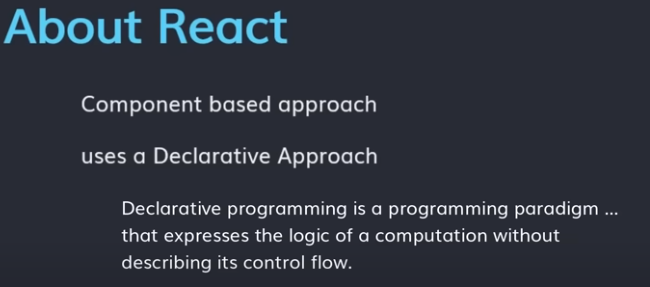 About React
Component based approach
uses a Declarative Approach
Declarative programming is a programming paradigm ...
that expresses the logic of a computation without
describing its control flow.